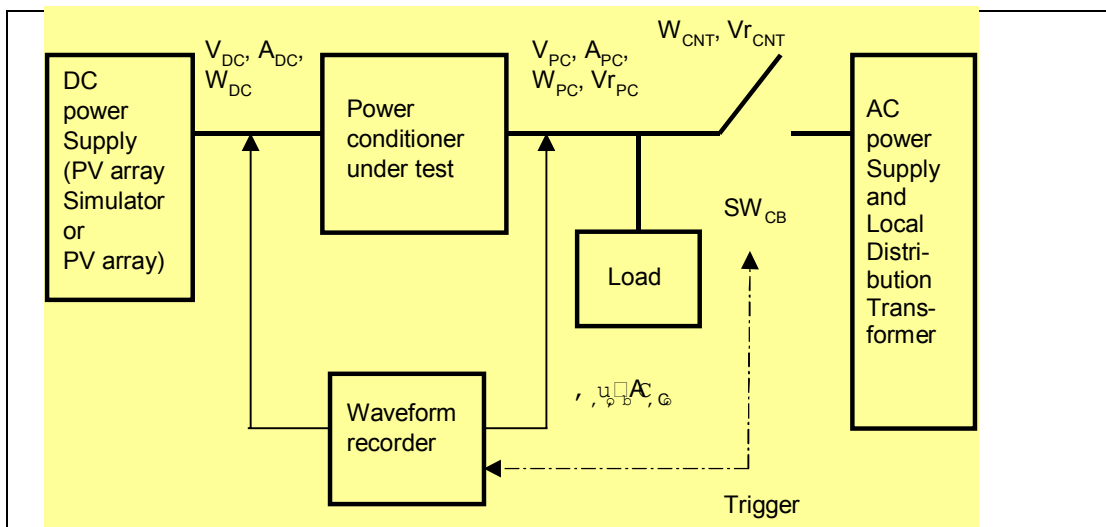 DC
power
Supply
(PV array
Simulator
or
PV array)
V_DC, A_DC,
W_DC
Power
conditioner
under test
V_PC, A_PC,
W_PC, Vr_PC
W_CNT, Vr_CNT
SW_CB
Load
AC
power
Supply
and
Local
Distri-
bution
Trans-
former
Waveform
recorder
Trigger